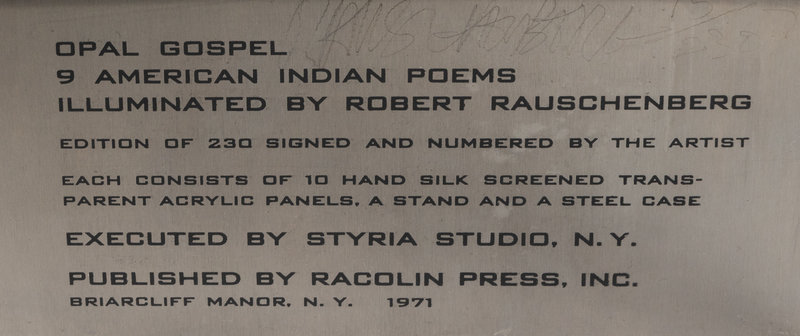 OPAL GOSPEL
9 AMERICAN INDIAN POEMS
ILLUMINATED BY ROBERT RAUSCHENBERG
EDITION OF 230 SIGNED AND NUMBERED BY THE ARTIST
EACH CONSISTS OF 10 HAND SILK SCREENED TRANS-
PARENT ACRYLIC PANELS, A STAND AND A STEEL CASE
EXECUTED BY STYRIA STUDIO, N.Y.
PUBLISHED BY RACOLIN PRESS, INC.
BRIARCLIFF MANOR, N. Y. 1971